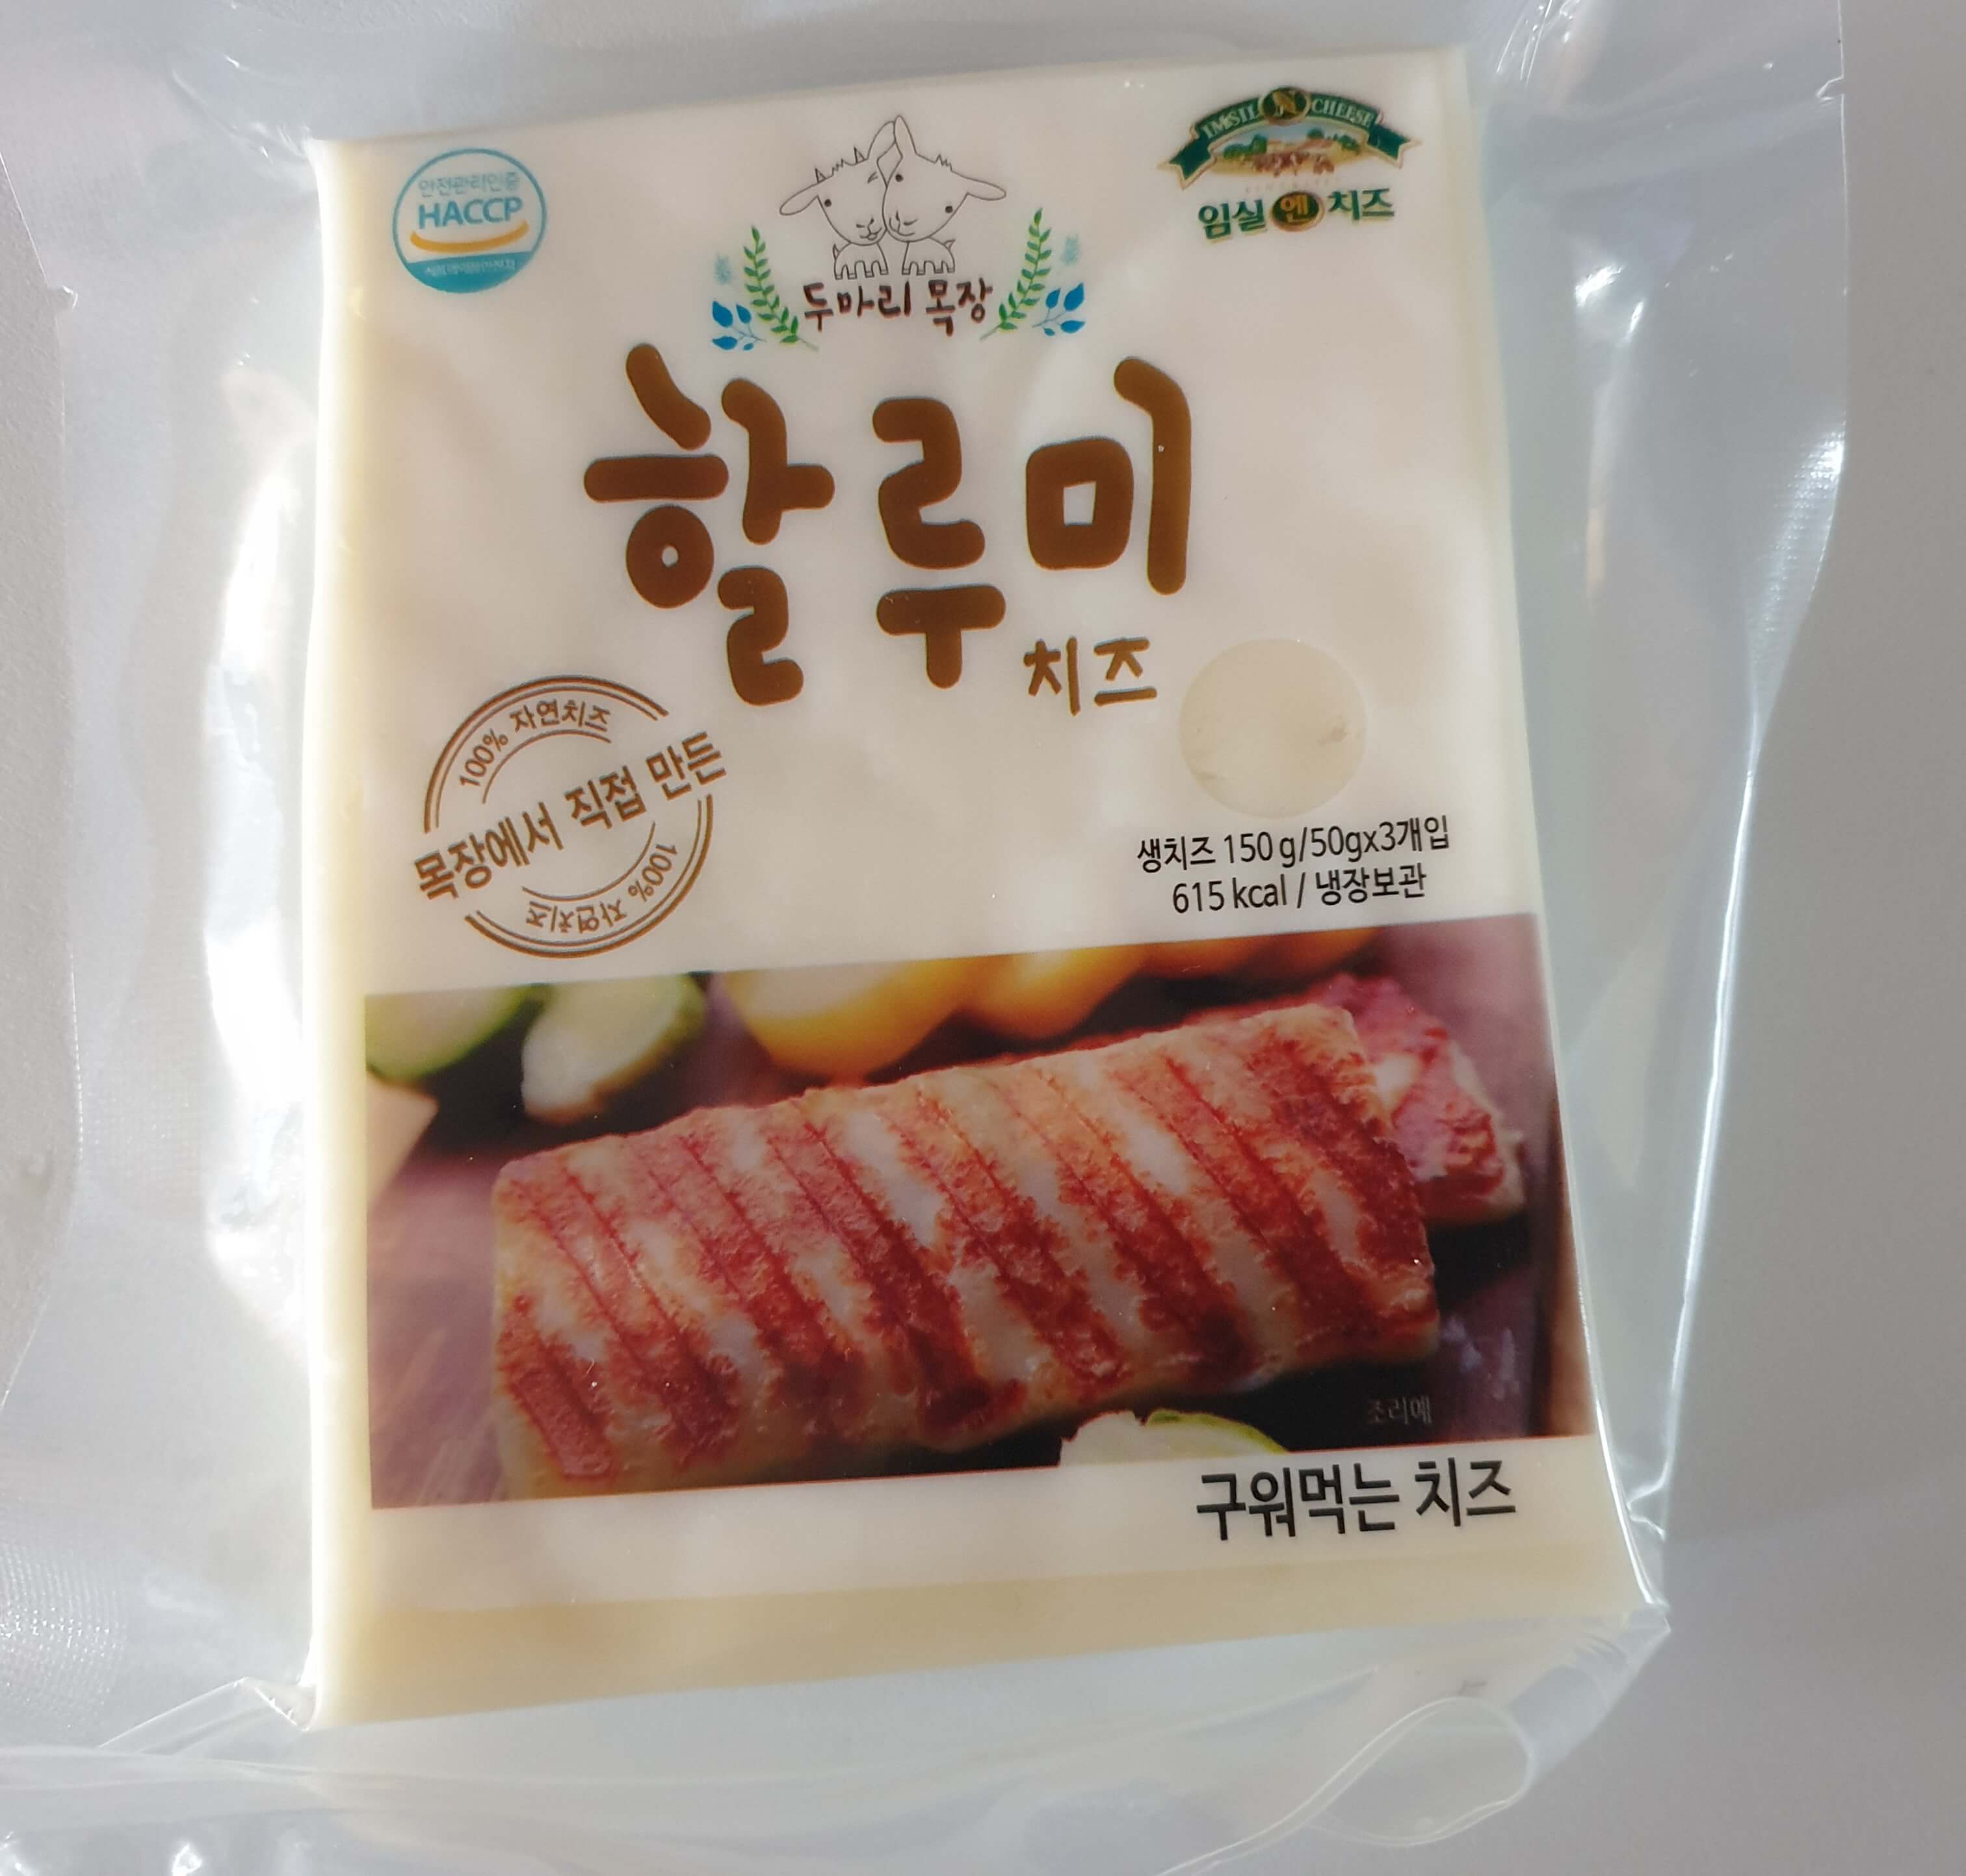 안전관리인증
HACCP
IMSIL N CHEESE
임실엔치즈
두마리 목장
할루미
치즈
100% 자연치즈
목장에서 직접 만든
100% 자연치즈
생치즈 150g/50gx3개입
615 kcal / 냉장보관
조리예
구워먹는 치즈